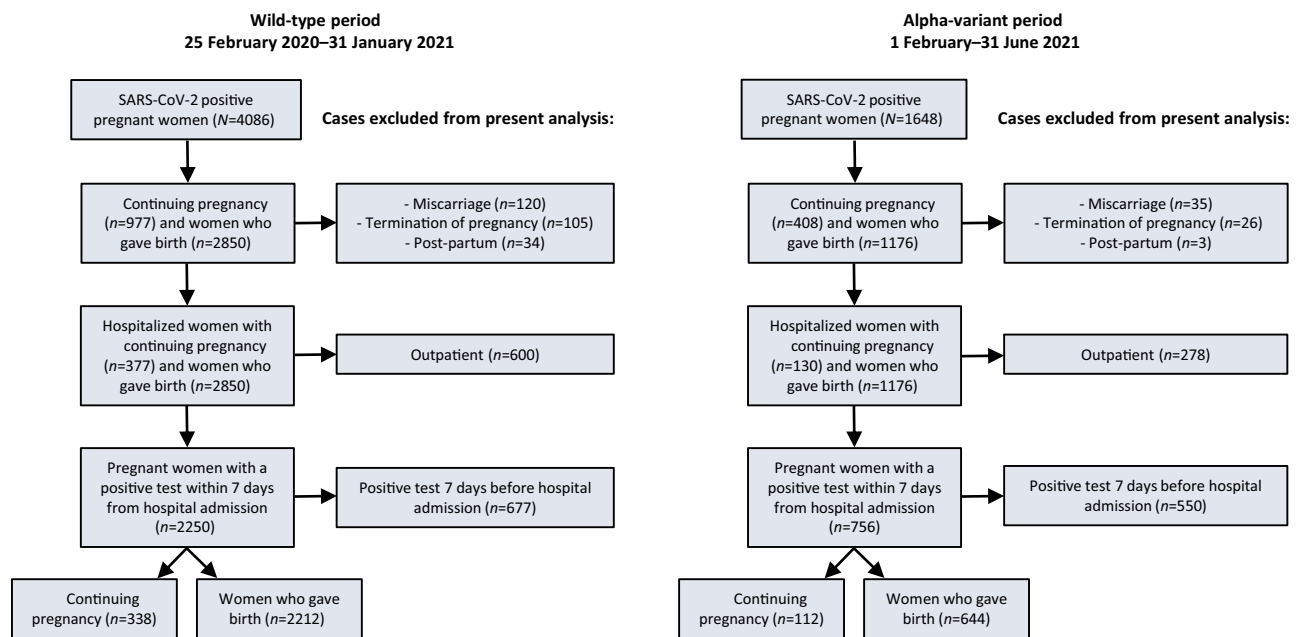 Wild-type period
25 February 2020–31 January 2021
SARS-CoV-2 positive
pregnant women (N=4086)
Cases excluded from present analysis:
Continuing pregnancy
(n=977) and women who
gave birth (n=2850)
- Miscarriage (n=120)
- Termination of pregnancy (n=105)
- Post-partum (n=34)
Hospitalized women with
continuing pregnancy
(n=377) and women who
gave birth (n=2850)
Outpatient (n=600)
Pregnant women with a
positive test within 7 days
from hospital admission
(n=2250)
Positive test 7 days before hospital
admission (n=677)
Continuing
pregnancy (n=338)
Women who gave
birth (n=2212)
Alpha-variant period
1 February–31 June 2021
SARS-CoV-2 positive
pregnant women (N=1648)
Cases excluded from present analysis:
Continuing pregnancy
(n=408) and women who
gave birth (n=1176)
- Miscarriage (n=35)
- Termination of pregnancy (n=26)
- Post-partum (n=3)
Hospitalized women with
continuing pregnancy
(n=130) and women who
gave birth (n=1176)
Outpatient (n=278)
Pregnant women with a
positive test within 7 days
from hospital admission
(n=756)
Positive test 7 days before hospital
admission (n=550)
Continuing
pregnancy (n=112)
Women who gave
birth (n=644)